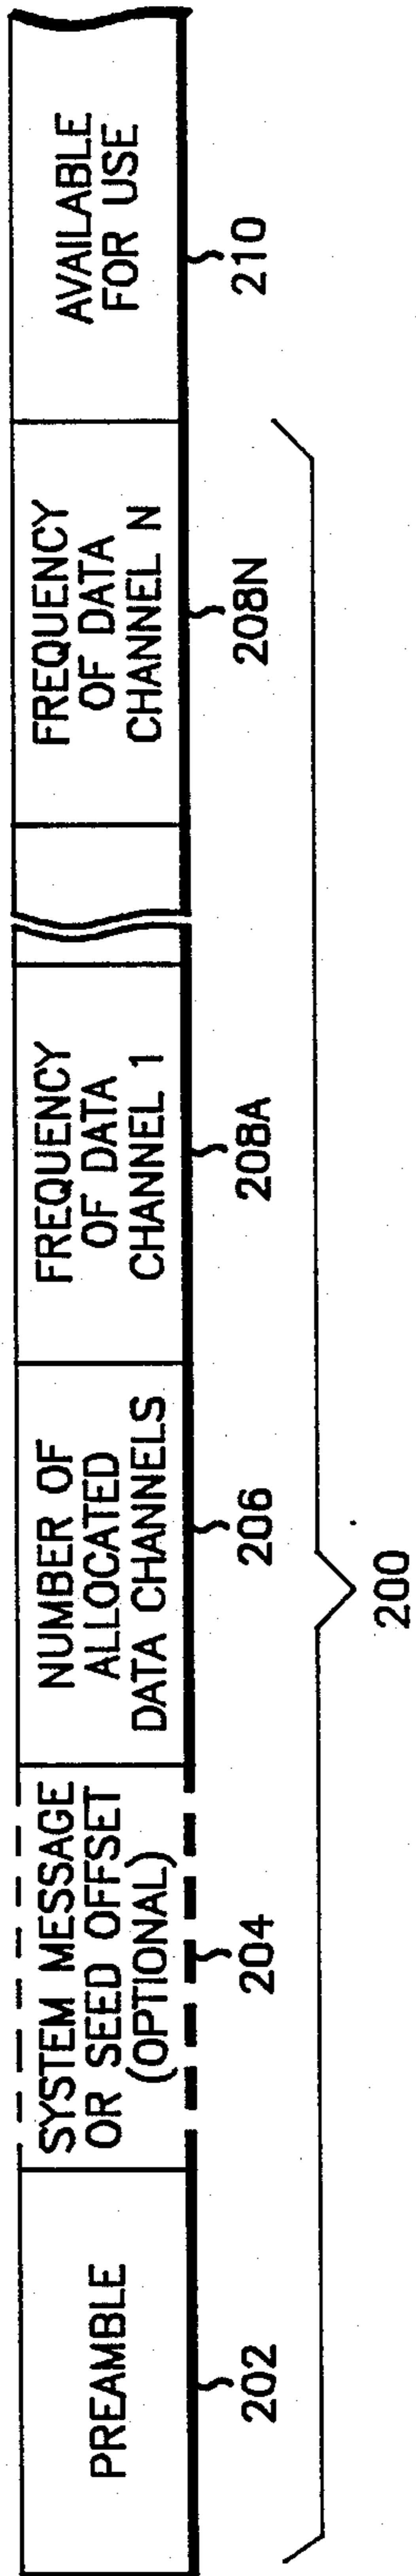 PREAMBLE
202
SYSTEM MESSAGE
OR SEED OFFSET
(OPTIONAL)
204
NUMBER OF
ALLOCATED
DATA CHANNELS
206
FREQUENCY
OF DATA
CHANNEL 1
208A
FREQUENCY
OF DATA
CHANNEL N
208N
AVAILABLE
FOR USE
210
200